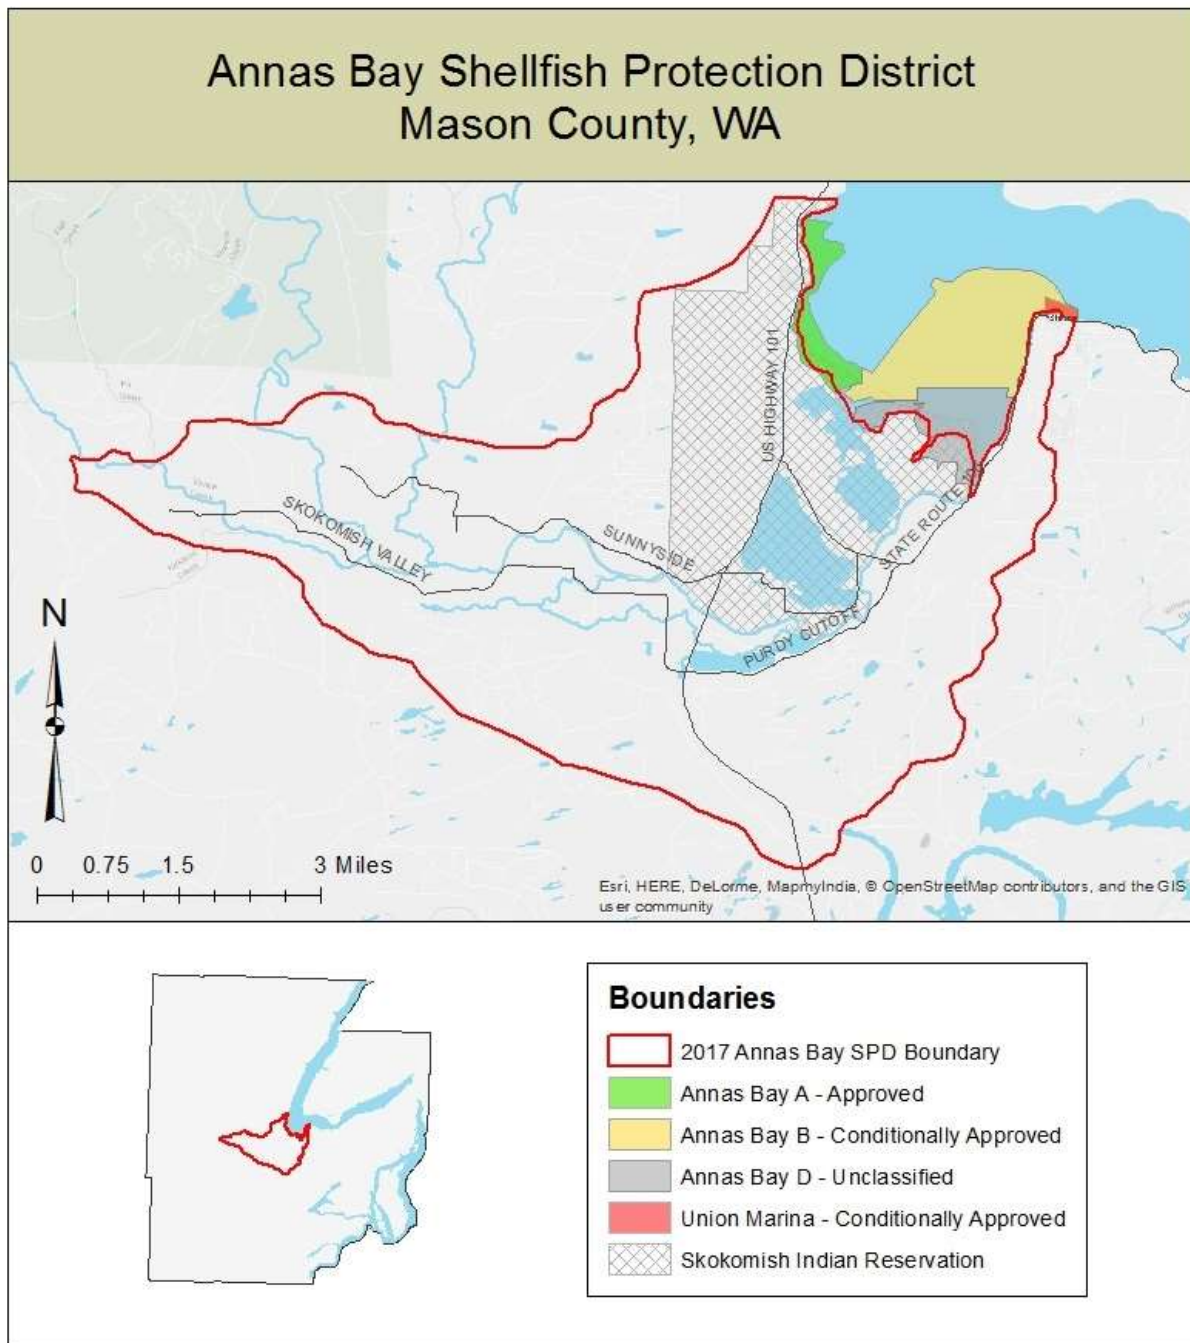 Annas Bay Shellfish Protection District
Mason County, WA
US HIGHWAY 101
SKOKOMISH VALLEY
SUNNYSIDE
STATE ROUTE
PURDY CUTOFF
N
0 0.75 1.5 3 Miles
Esri, HERE, DeLorme, MapmyIndia, © OpenStreetMap contributors, and the GIS
user community
Boundaries
2017 Annas Bay SPD Boundary
Annas Bay A - Approved
Annas Bay B - Conditionally Approved
Annas Bay D - Unclassified
Union Marina - Conditionally Approved
Skokomish Indian Reservation